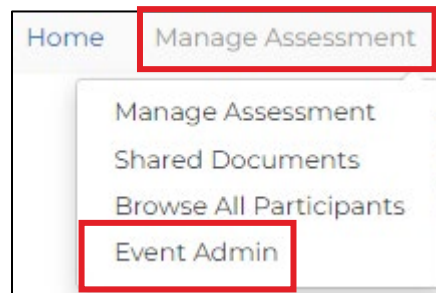 Home Manage Assessment
Manage Assessment
Shared Documents
Browse All Participants
Event Admin